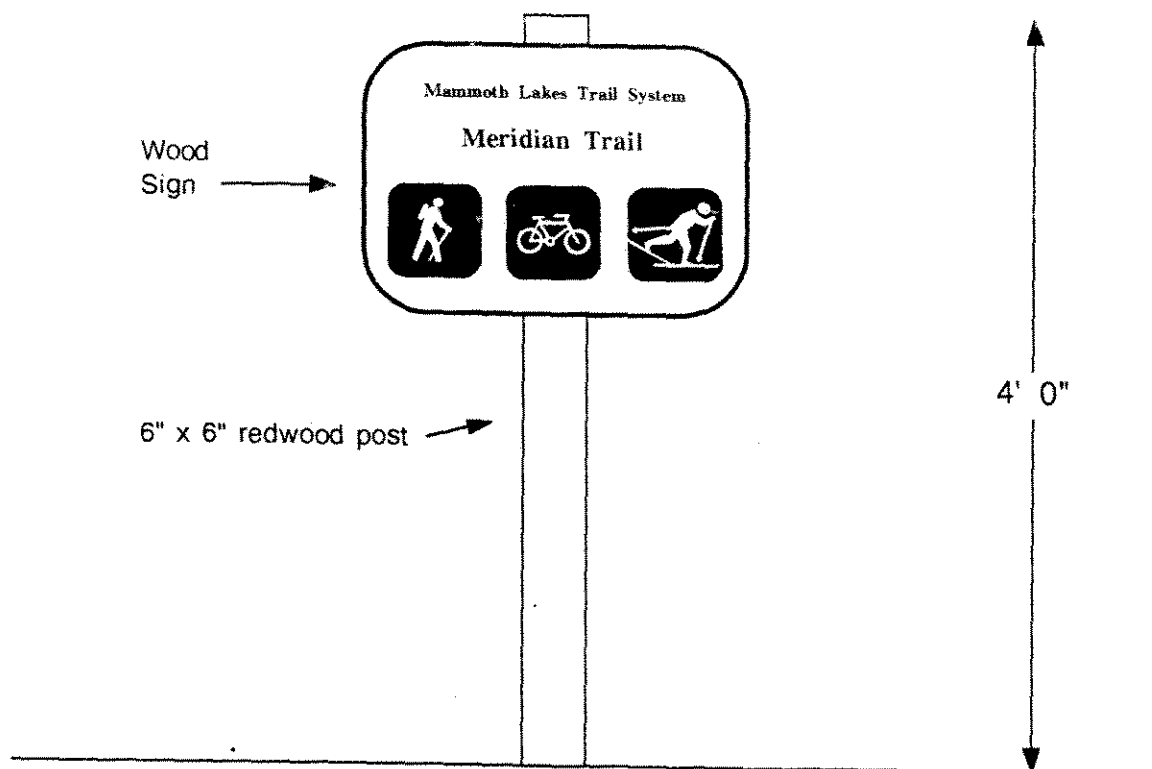 Mammoth Lakes Trail System
Meridian Trail
Wood
Sign
6" x 6" redwood post
4' 0"